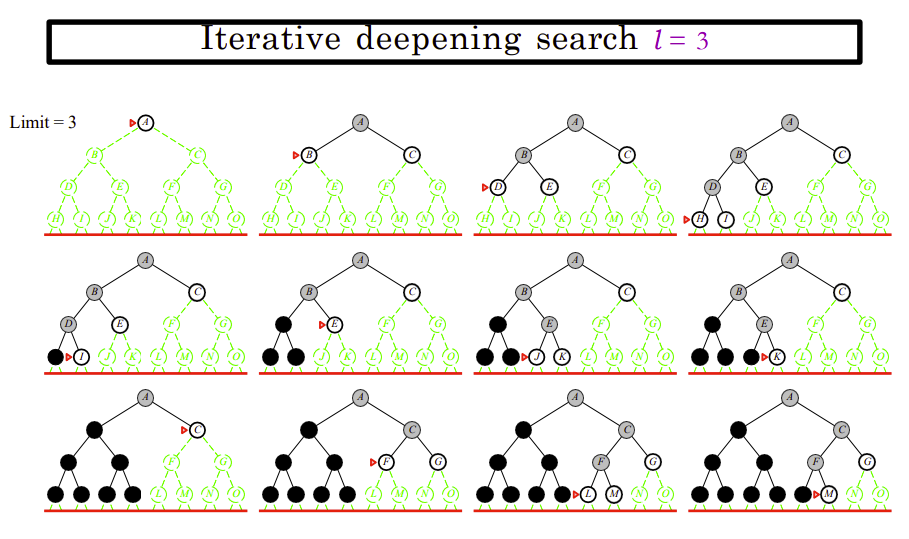 Iterative deepening search l = 3
Limit = 3 A A A A
B C B C B C B C
D E F G D E F G D E F G D E F G
H I J K L M N O H I J K L M N O H I J K L M N O H I J K L M N O
A A A A
B C B C B C B C
D E F G E F G E F G E F G
I J K L M N O J K L M N O J K L M N O K L M N O
A A A A
C C C C
F G F G F G F G
L M N O L M N O L M N O M N O